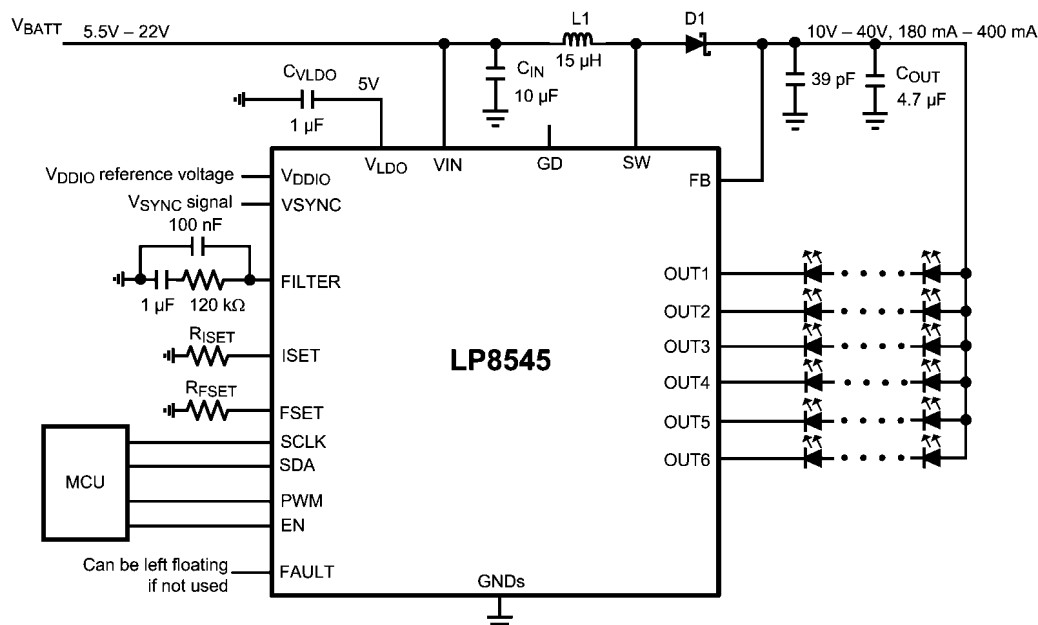 VBATT
5.5V – 22V
L1
15 µH
D1
10V – 40V, 180 mA – 400 mA
CVLDO
1 µF
5V
CIN
10 µF
39 pF
COUT
4.7 µF
VLDO
VIN
GD
SW
FB
VDDIO reference voltage
VDDIO
VSYNC signal
VSYNC
100 nF
1 µF
120 kΩ
FILTER
RISET
ISET
RFSET
FSET
MCU
SCLK
SDA
PWM
EN
Can be left floating
if not used
FAULT
LP8545
OUT1
OUT2
OUT3
OUT4
OUT5
OUT6
GNDs